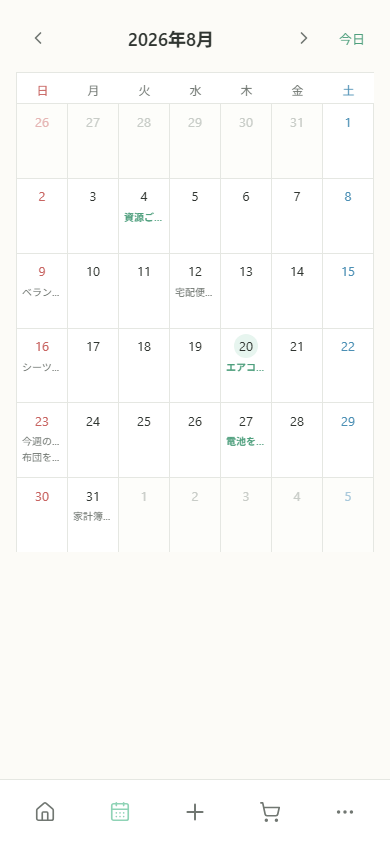 2026年8月 今日
日 月 火 水 木 金 土
26 27 28 29 30 31 1
2 3 4 5 6 7 8
資源ご...
9 10 11 12 13 14 15
ベラン... 宅配便...
16 17 18 19 20 21 22
シーツ... エアコ...
23 24 25 26 27 28 29
今週の... 電池を...
布団を...
30 31 1 2 3 4 5
家計簿...